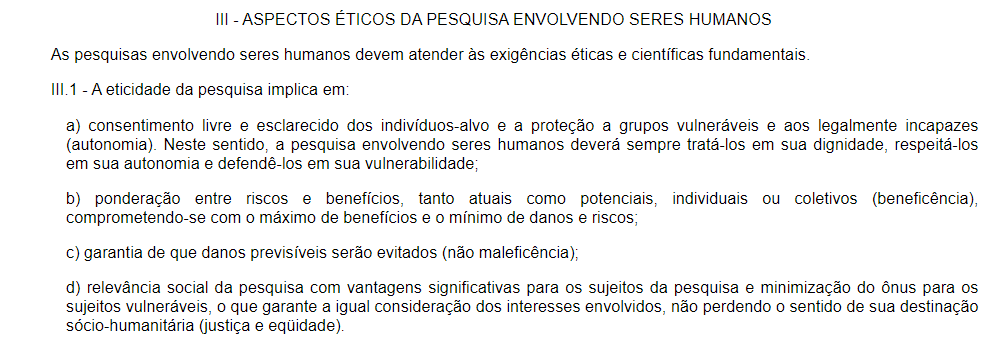 III - ASPECTOS ÉTICOS DA PESQUISA ENVOLVENDO SERES HUMANOS
As pesquisas envolvendo seres humanos devem atender às exigências éticas e científicas fundamentais.
III.1 - A eticidade da pesquisa implica em:
a) consentimento livre e esclarecido dos indivíduos-alvo e a proteção a grupos vulneráveis e aos legalmente incapazes
(autonomia). Neste sentido, a pesquisa envolvendo seres humanos deverá sempre tratá-los em sua dignidade, respeitá-los
em sua autonomia e defendê-los em sua vulnerabilidade;
b) ponderação entre riscos e benefícios, tanto atuais como potenciais, individuais ou coletivos (beneficência),
comprometendo-se com o máximo de benefícios e o mínimo de danos e riscos;
c) garantia de que danos previsíveis serão evitados (não maleficência);
d) relevância social da pesquisa com vantagens significativas para os sujeitos da pesquisa e minimização do ônus para os
sujeitos vulneráveis, o que garante a igual consideração dos interesses envolvidos, não perdendo o sentido de sua destinação
sócio-humanitária (justiça e eqüidade).